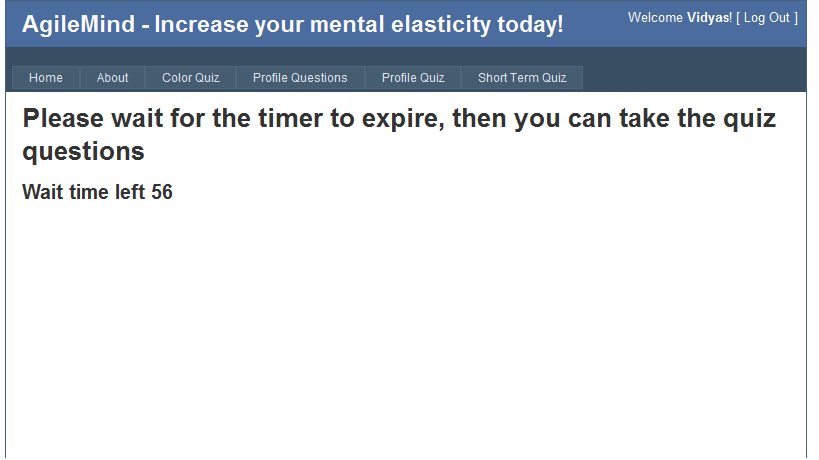 AgileMind - Increase your mental elasticity today!
Welcome Vidyas! [ Log Out ]
Home About Color Quiz Profile Questions Profile Quiz Short Term Quiz
Please wait for the timer to expire, then you can take the quiz
questions
Wait time left 56